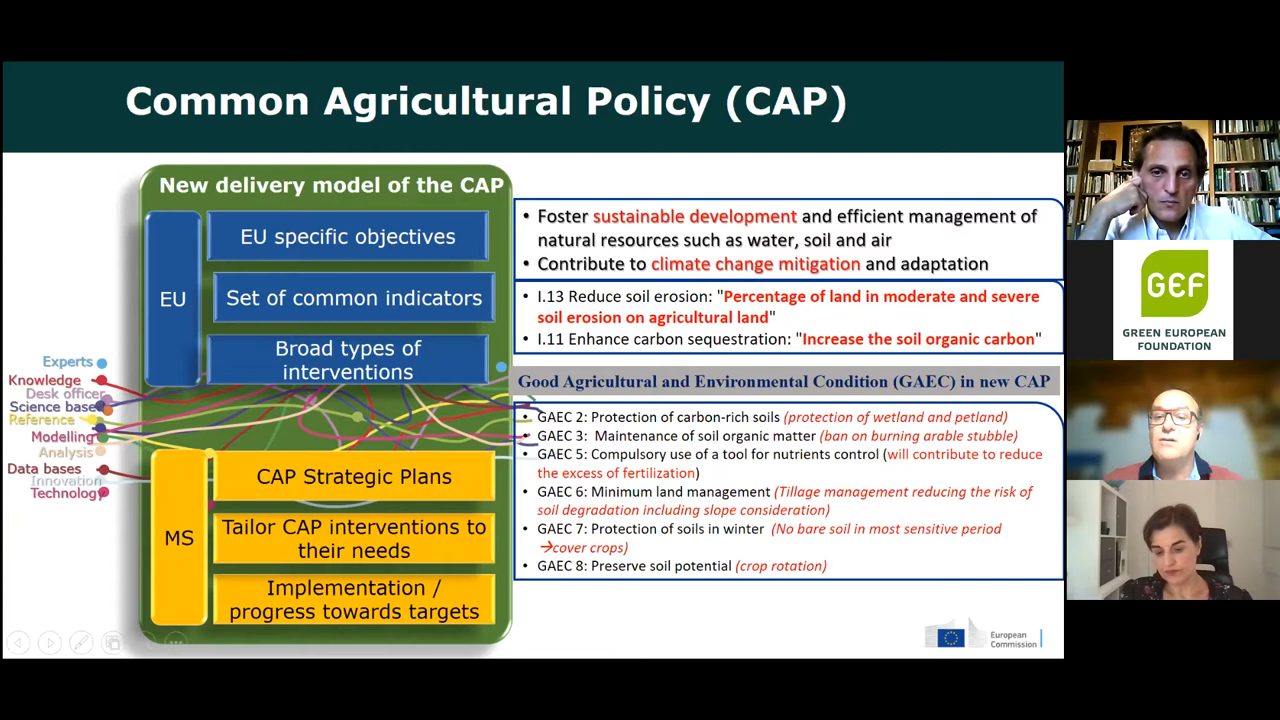 Common Agricultural Policy (CAP)
New delivery model of the CAP
EU
EU specific objectives
Set of common indicators
Broad types of
interventions
MS
CAP Strategic Plans
Tailor CAP interventions to
their needs
Implementation /
progress towards targets
Experts
Knowledge
Desk officer
Science base
Reference
Modelling
Analysis
Data bases
Innovation
Technology
• Foster sustainable development and efficient management of
natural resources such as water, soil and air
• Contribute to climate change mitigation and adaptation
• I.13 Reduce soil erosion: "Percentage of land in moderate and severe
soil erosion on agricultural land"
• I.11 Enhance carbon sequestration: "Increase the soil organic carbon"
Good Agricultural and Environmental Condition (GAEC) in new CAP
• GAEC 2: Protection of carbon-rich soils (protection of wetland and petland)
• GAEC 3: Maintenance of soil organic matter (ban on burning arable stubble)
• GAEC 5: Compulsory use of a tool for nutrients control (will contribute to reduce
the excess of fertilization)
• GAEC 6: Minimum land management (Tillage management reducing the risk of
soil degradation including slope consideration)
• GAEC 7: Protection of soils in winter (No bare soil in most sensitive period
→cover crops)
• GAEC 8: Preserve soil potential (crop rotation)
European
Commission
GEF
GREEN EUROPEAN
FOUNDATION